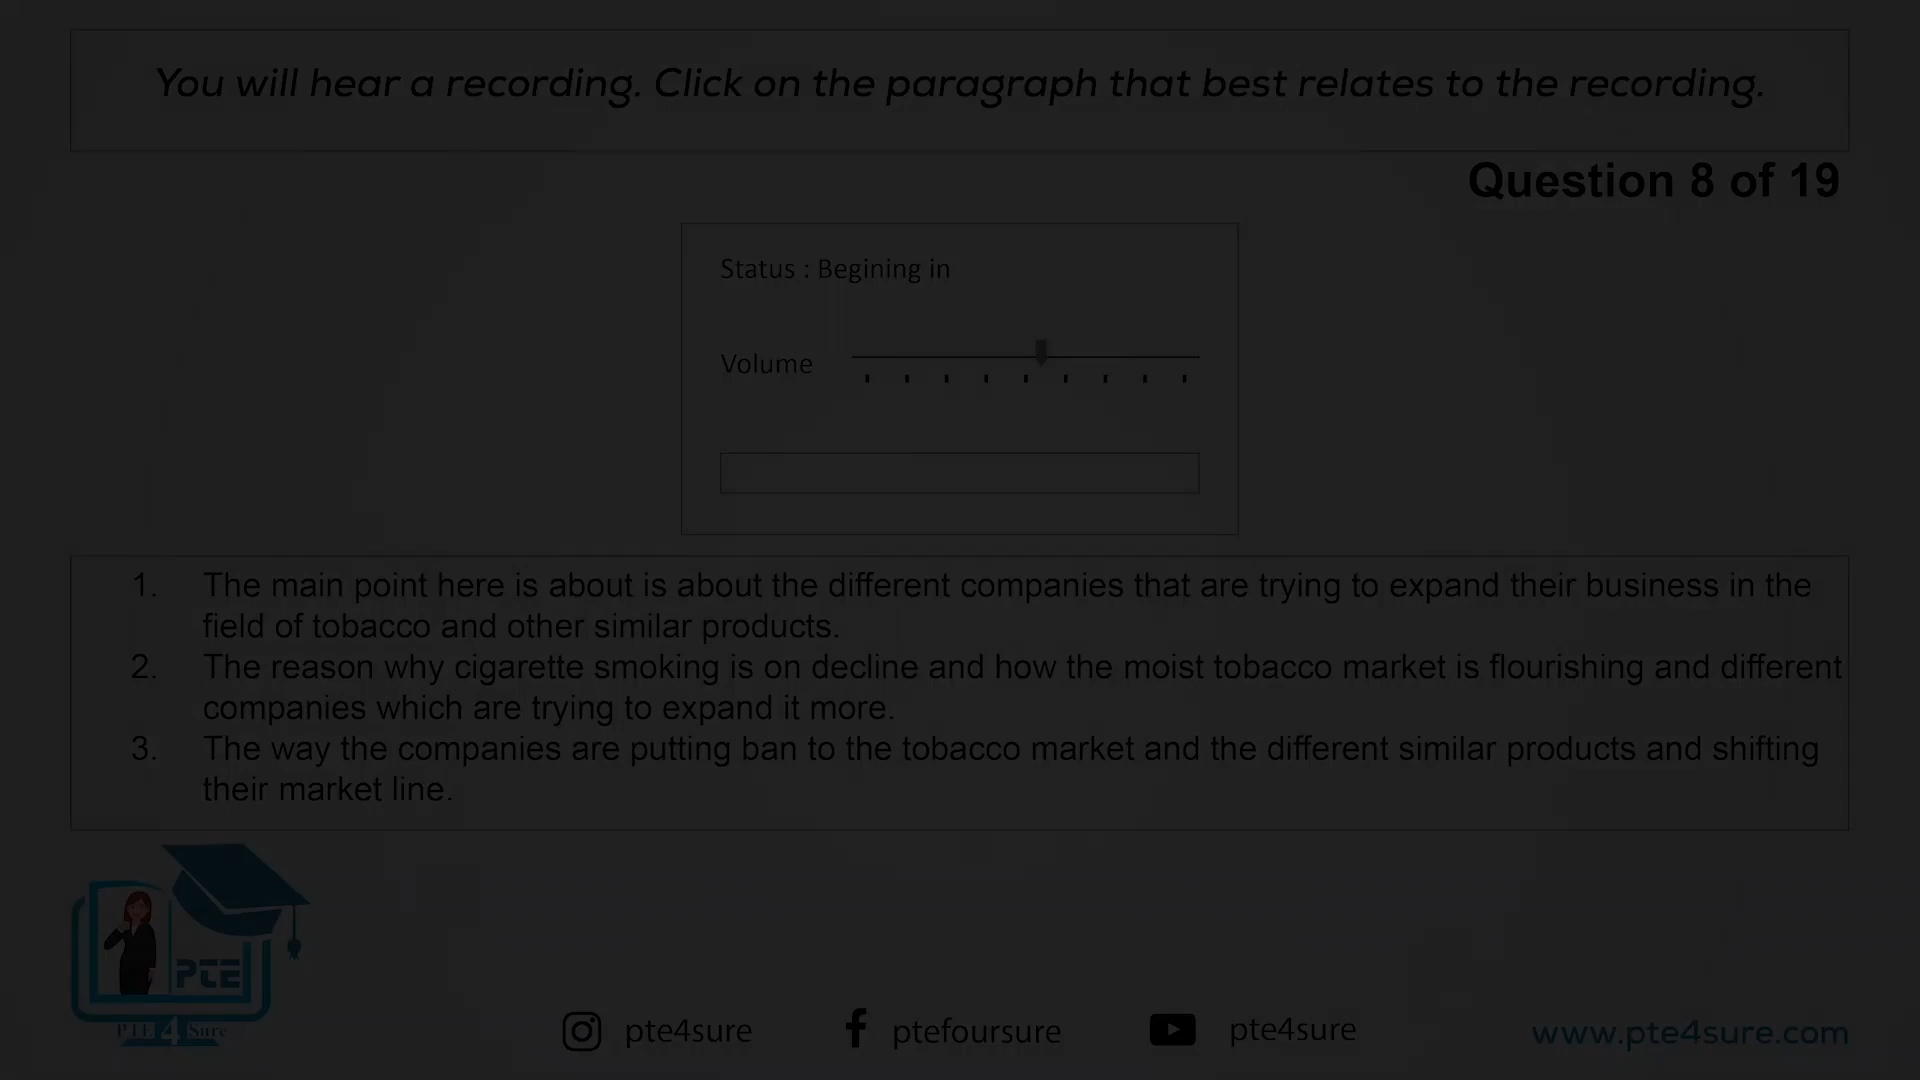 You will hear a recording. Click on the paragraph that best relates to the recording.
Question 8 of 19
Status : Begining in
Volume
1. The main point here is about is about the different companies that are trying to expand their business in the
field of tobacco and other similar products.
2. The reason why cigarette smoking is on decline and how the moist tobacco market is flourishing and different
companies which are trying to expand it more.
3. The way the companies are putting ban to the tobacco market and the different similar products and shifting
their market line.
PTE
PTE 4 Sure
pte4sure
ptefoursure
pte4sure
www.pte4sure.com